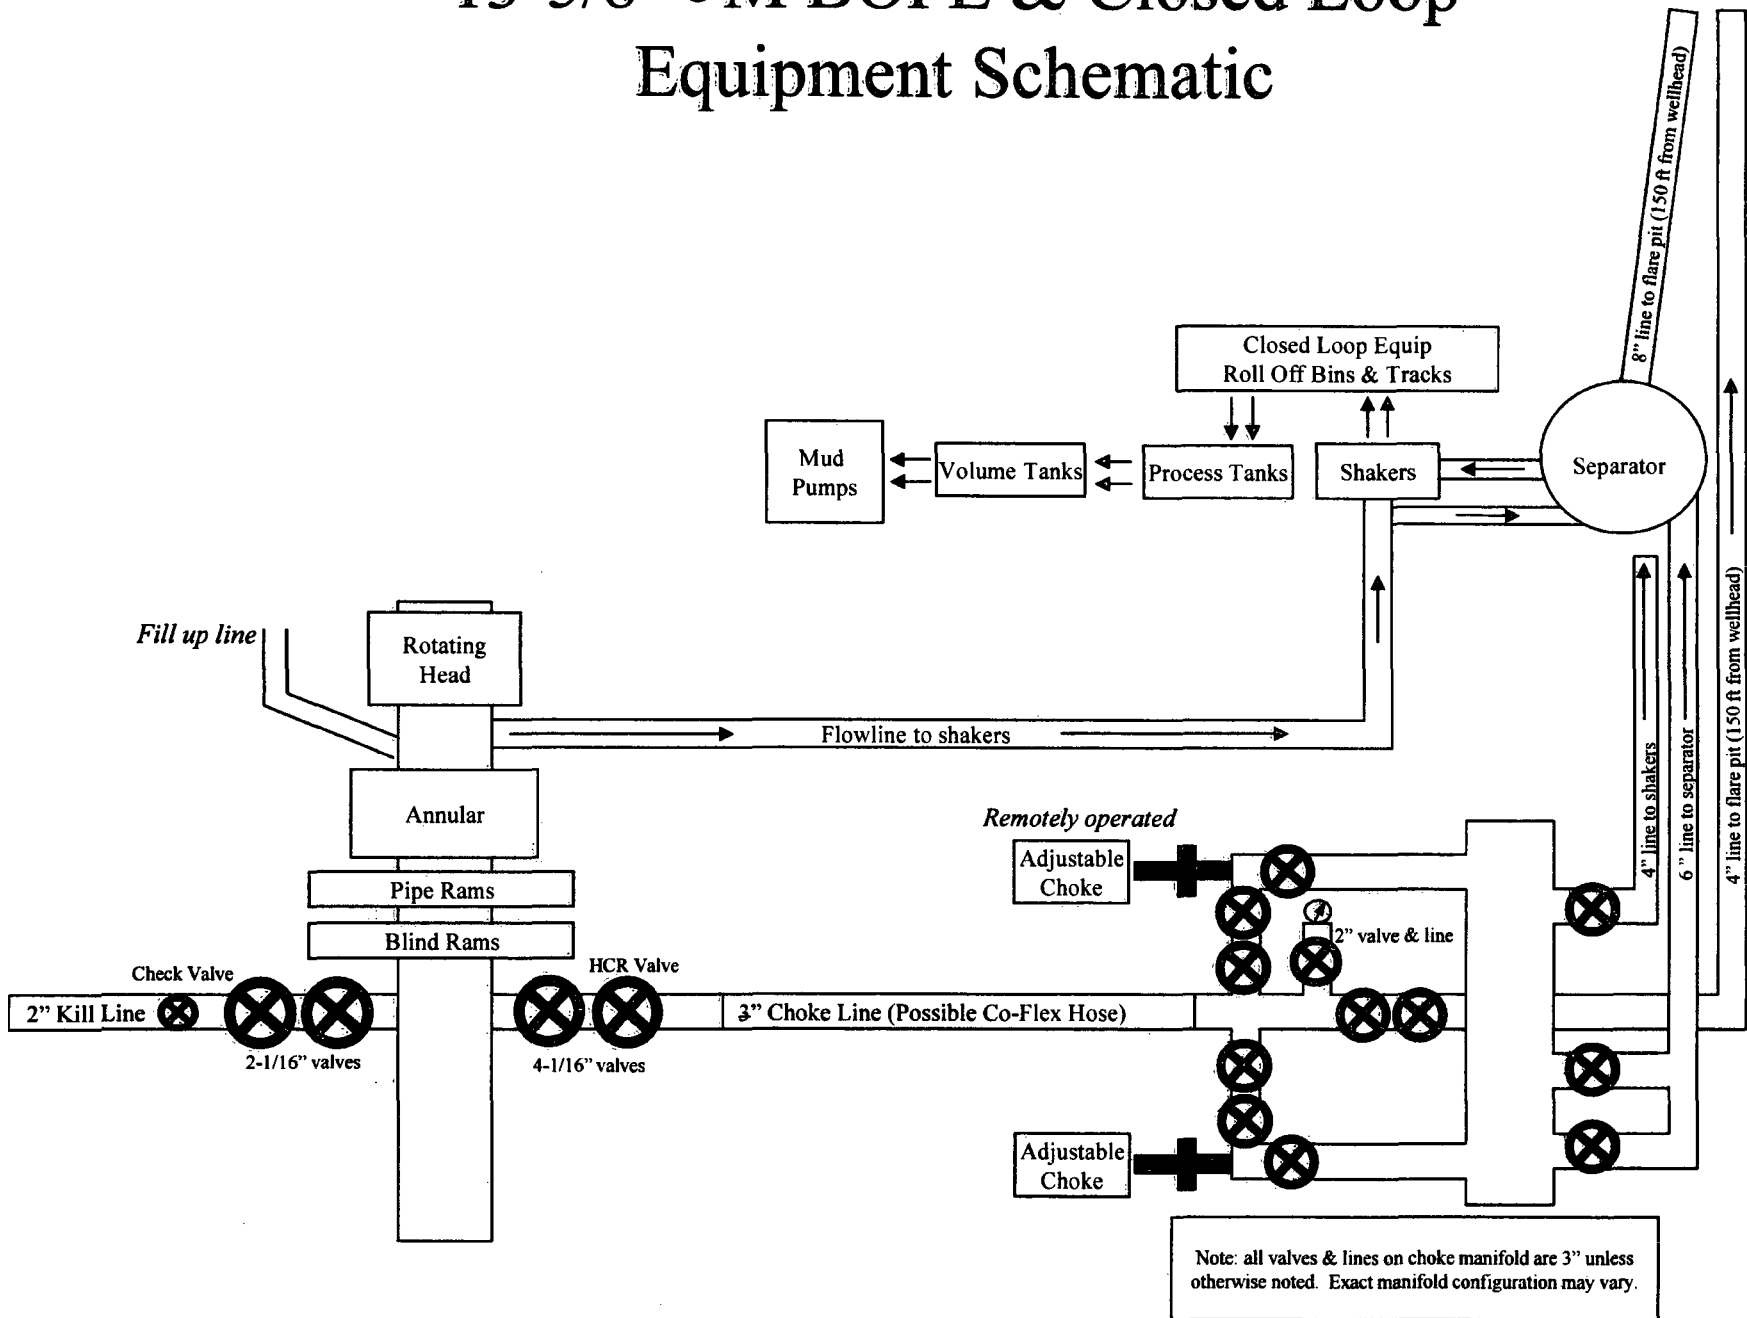 BOPE & Closed Loop
Equipment Schematic
8” line to flare pit (150 ft from wellhead)
Closed Loop Equip
Roll Off Bins & Tracks
Mud
Pumps
Volume Tanks
Process Tanks
Shakers
Separator
Fill up line
Rotating
Head
Flowline to shakers
Annular
Pipe Rams
Blind Rams
Remotely operated
Adjustable
Choke
4” line to shakers
6” line to separator
4” line to flare pit (150 ft from wellhead)
2” valve & line
Check Valve
HCR Valve
2” Kill Line
3” Choke Line (Possible Co-Flex Hose)
2-1/16” valves
4-1/16” valves
Adjustable
Choke
Note: all valves & lines on choke manifold are 3” unless
otherwise noted. Exact manifold configuration may vary.